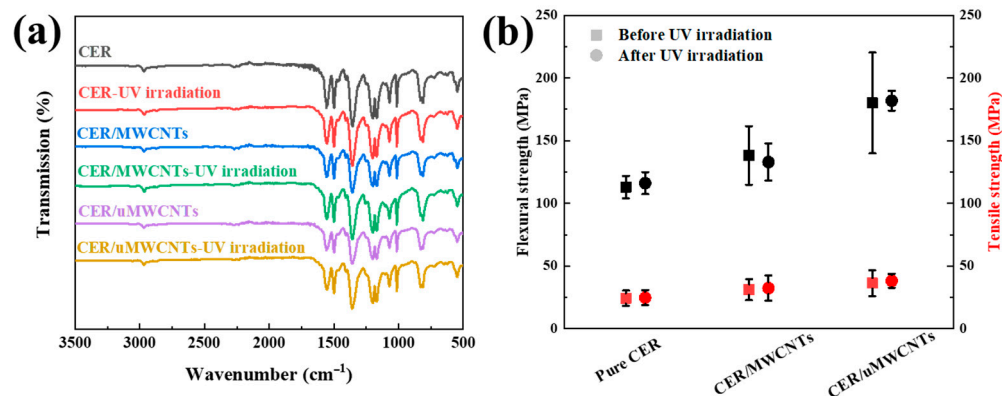 (a)
CER
CER-UV irradiation
CER/MWCNTs
CER/MWCNTs-UV irradiation
CER/uMWCNTs
CER/uMWCNTs-UV irradiation
Transmission (%)
3500 3000 2500 2000 1500 1000 500
Wavenumber (cm⁻¹)
(b)
Before UV irradiation
After UV irradiation
Flexural strength (MPa)
250
200
150
100
50
0
Pure CER
CER/MWCNTs
CER/uMWCNTs
250
200
150
100
50
0
Tensile strength (MPa)